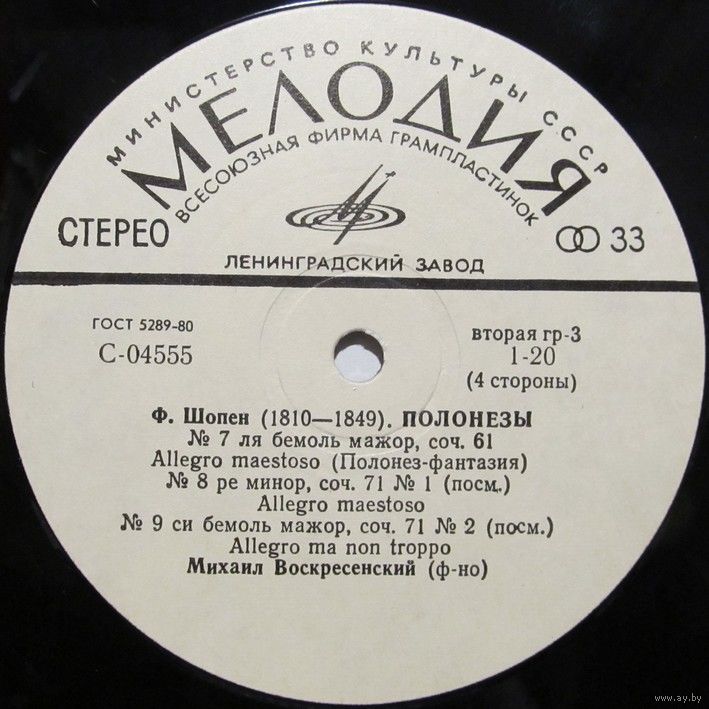 МИНИСТЕРСТВО КУЛЬТУРЫ СССР
МЕЛОДИЯ
ВСЕСОЮЗНАЯ ФИРМА ГРАМПЛАСТИНОК
СТЕРЕО
33
ЛЕНИНГРАДСКИЙ ЗАВОД
ГОСТ 5289-80
С-04555
вторая гр-3
1-20
(4 стороны)
Ф. Шопен (1810—1849). ПОЛОНЕЗЫ
№ 7 ля бемоль мажор, соч. 61
Allegro maestoso (Полонез-фантазия)
№ 8 ре минор, соч. 71 № 1 (посм.)
Allegro maestoso
№ 9 си бемоль мажор, соч. 71 № 2 (посм.)
Allegro ma non troppo
Михаил Воскресенский (ф-но)
www.ay.by